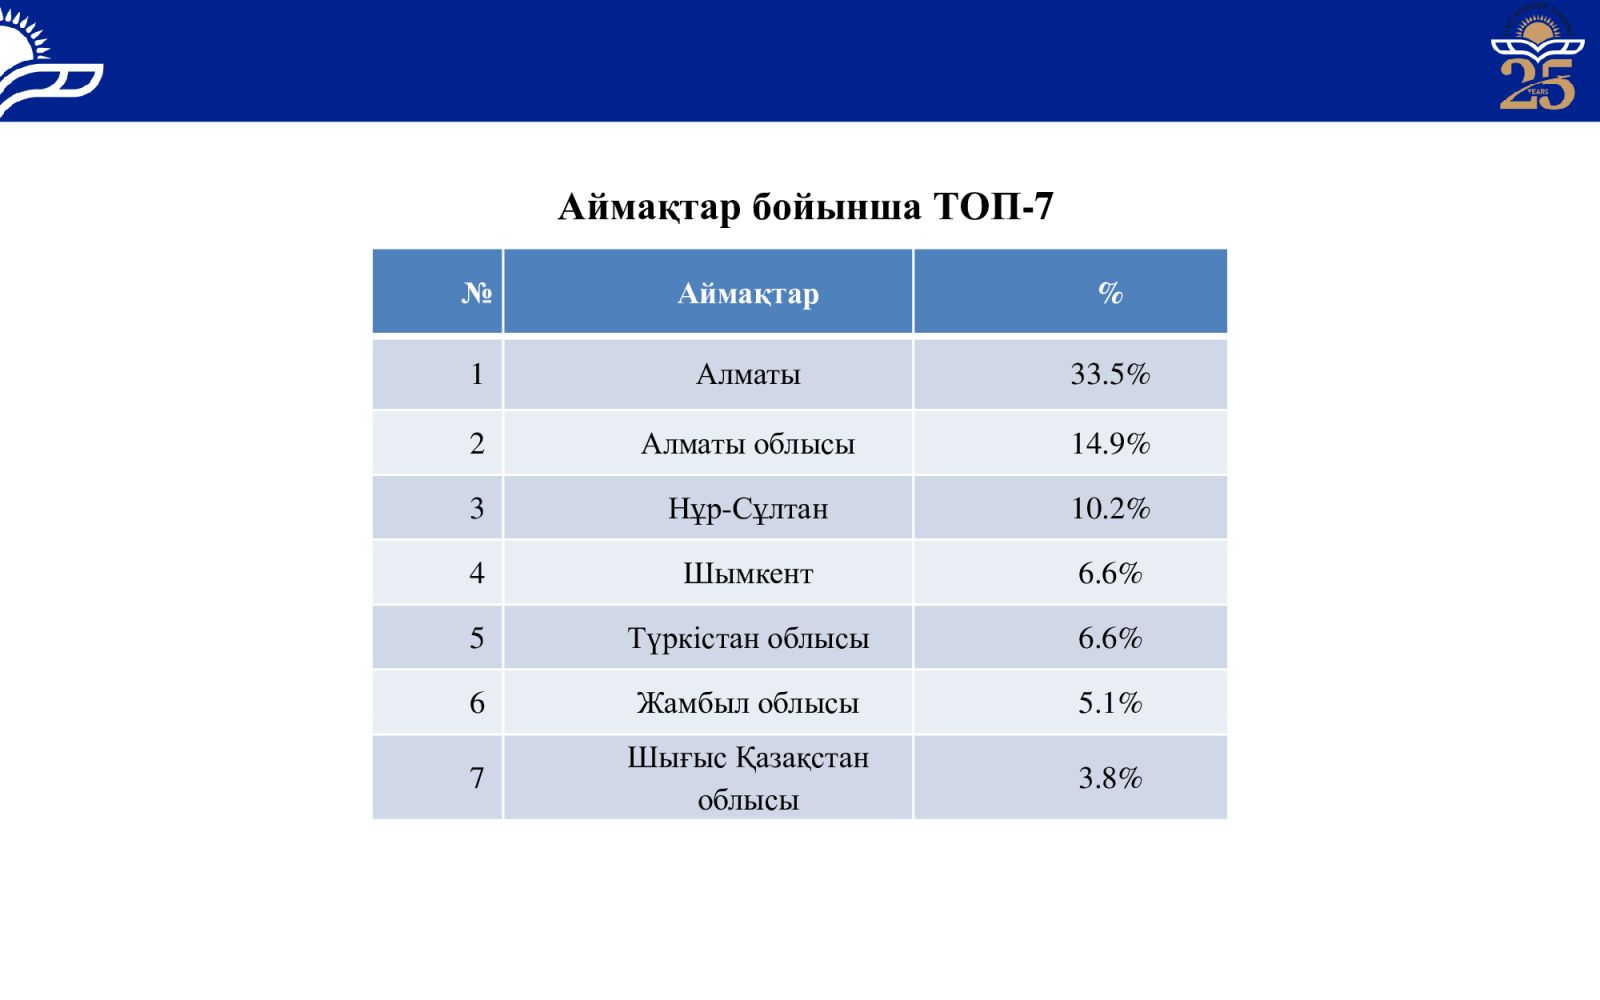 25
YEARS
Аймақтар бойынша ТОП-7
№ Аймақтар %
1 Алматы 33.5%
2 Алматы облысы 14.9%
3 Нұр-Сұлтан 10.2%
4 Шымкент 6.6%
5 Түркістан облысы 6.6%
6 Жамбыл облысы 5.1%
7 Шығыс Қазақстан
облысы 3.8%